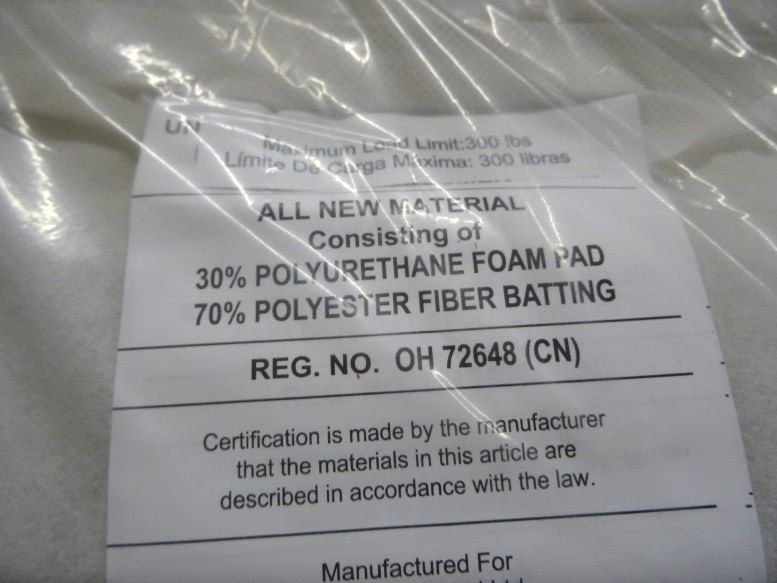 UN
Maximum Load Limit:300 lbs
Límite De Carga Máxima: 300 libras
ALL NEW MATERIAL
Consisting of
30% POLYURETHANE FOAM PAD
70% POLYESTER FIBER BATTING
REG. NO. OH 72648 (CN)
Certification is made by the manufacturer
that the materials in this article are
described in accordance with the law.
Manufactured For